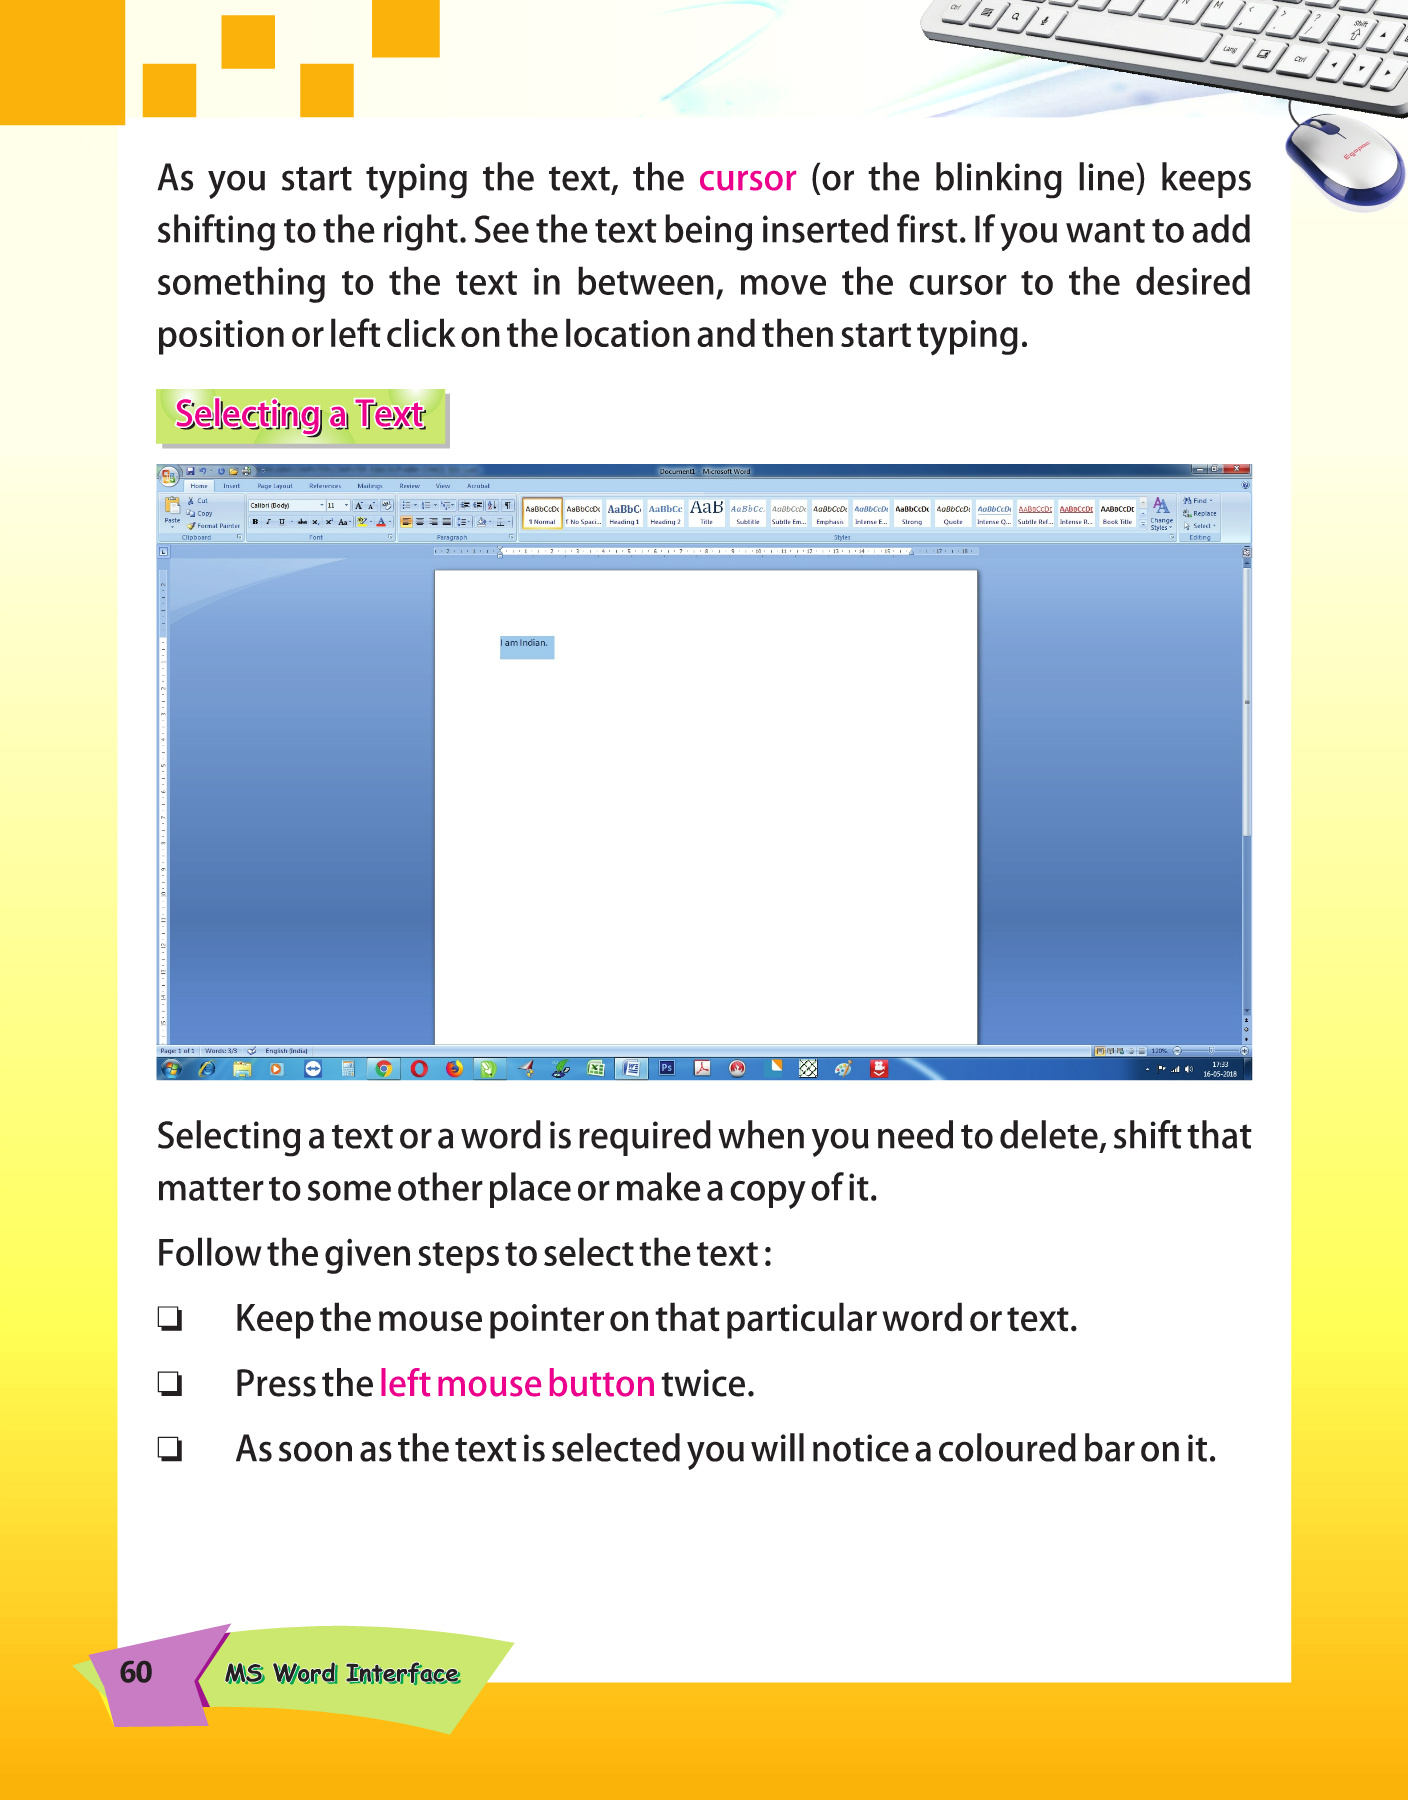 As you start typing the text, the cursor (or the blinking line) keeps
shifting to the right. See the text being inserted first. If you want to add
something to the text in between, move the cursor to the desired
position or left click on the location and then start typing.
Selecting a Text
Document1 - Microsoft Word
Home Insert Page Layout References Mailings Review View Acrobat
Paste
Cut
Copy
Format Painter
Clipboard
Calibri (Body) 11
Font
Paragraph
AaBbCcDc AaBbCcDc AaBbC AaBbCc AaB AaBbCc. AaBbCcDc AaBbCcDc AaBbCcDc AaBbCcDc AaBbCcDc AaBbCcDc AaBbCcDc AaBbCcDc AaBbCcDc
¶ Normal ¶ No Spaci... Heading 1 Heading 2 Title Subtitle Subtle Em... Emphasis Intense E... Strong Quote Intense Q... Subtle Ref... Intense R... Book Title
Styles
Change
Styles
Find
Replace
Select
Editing
I am Indian.
Page: 1 of 1 Words: 3/3 English (India)
120%
17:33
16-05-2018
Selecting a text or a word is required when you need to delete, shift that
matter to some other place or make a copy of it.
Follow the given steps to select the text :
❏ Keep the mouse pointer on that particular word or text.
❏ Press the left mouse button twice.
❏ As soon as the text is selected you will notice a coloured bar on it.
60
MS Word Interface